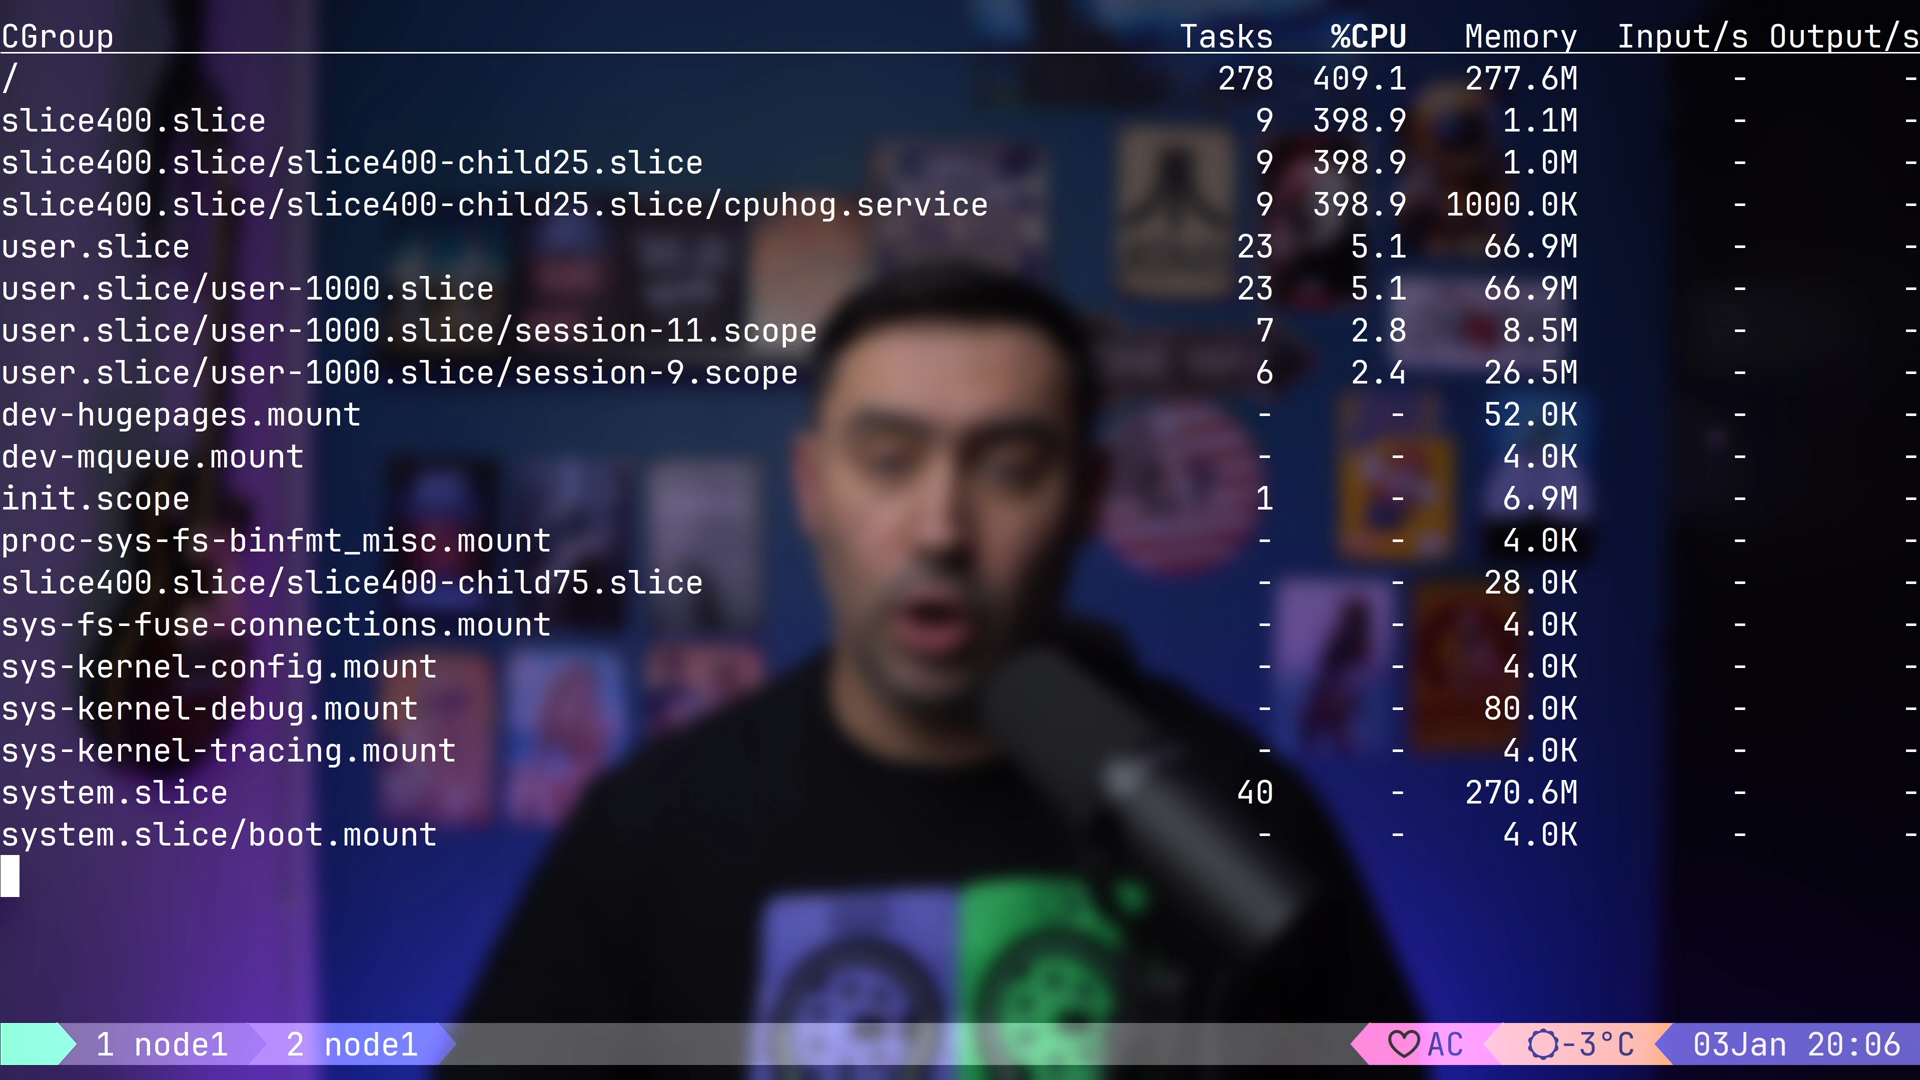 CGroup Tasks %CPU Memory Input/s Output/s
/ 278 409.1 277.6M - -
slice400.slice 9 398.9 1.1M - -
slice400.slice/slice400-child25.slice 9 398.9 1.0M - -
slice400.slice/slice400-child25.slice/cpuhog.service 9 398.9 1000.0K - -
user.slice 23 5.1 66.9M - -
user.slice/user-1000.slice 23 5.1 66.9M - -
user.slice/user-1000.slice/session-11.scope 7 2.8 8.5M - -
user.slice/user-1000.slice/session-9.scope 6 2.4 26.5M - -
dev-hugepages.mount - - 52.0K - -
dev-mqueue.mount - - 4.0K - -
init.scope 1 - 6.9M - -
proc-sys-fs-binfmt_misc.mount - - 4.0K - -
slice400.slice/slice400-child75.slice - - 28.0K - -
sys-fs-fuse-connections.mount - - 4.0K - -
sys-kernel-config.mount - - 4.0K - -
sys-kernel-debug.mount - - 80.0K - -
sys-kernel-tracing.mount - - 4.0K - -
system.slice 40 - 270.6M - -
system.slice/boot.mount - - 4.0K - -
1 node1 2 node1 AC -3°C 03Jan 20:06